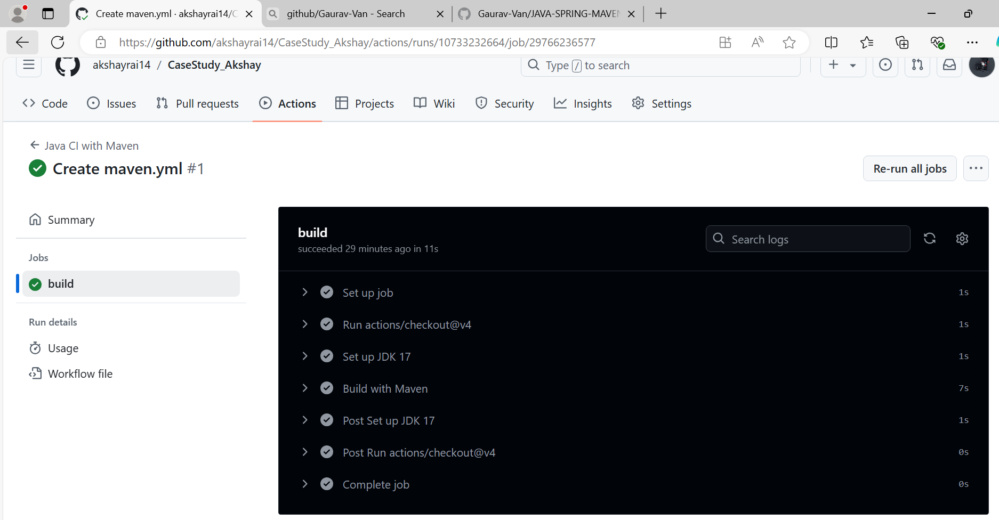 Create maven.yml · akshayrai14/C
github/Gaurav-Van - Search
Gaurav-Van/JAVA-SPRING-MAVEN
https://github.com/akshayrai14/CaseStudy_Akshay/actions/runs/10733232664/job/29766236577
akshayrai14 / CaseStudy_Akshay
Type / to search
Code
Issues
Pull requests
Actions
Projects
Wiki
Security
Insights
Settings
Java CI with Maven
Create maven.yml #1
Re-run all jobs
Summary
Jobs
build
Run details
Usage
Workflow file
build
succeeded 29 minutes ago in 11s
Search logs
Set up job 1s
Run actions/checkout@v4 1s
Set up JDK 17 1s
Build with Maven 7s
Post Set up JDK 17 1s
Post Run actions/checkout@v4 0s
Complete job 0s